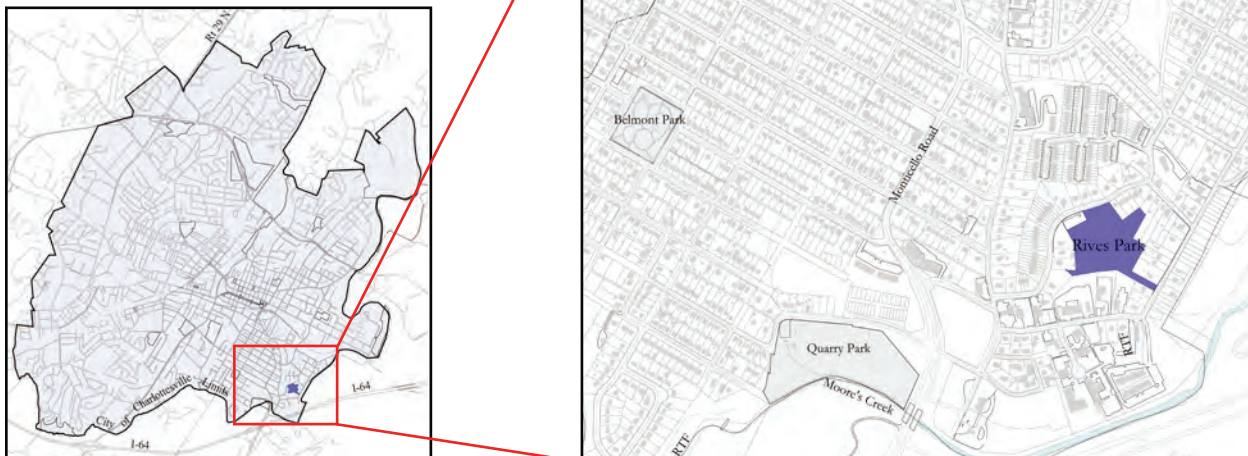 Rt 29 N
City of Charlottesville Limits
I-64
I-64
Belmont Park
Monticello Road
Rives Park
Quarry Park
Moore's Creek
RTF
RTF